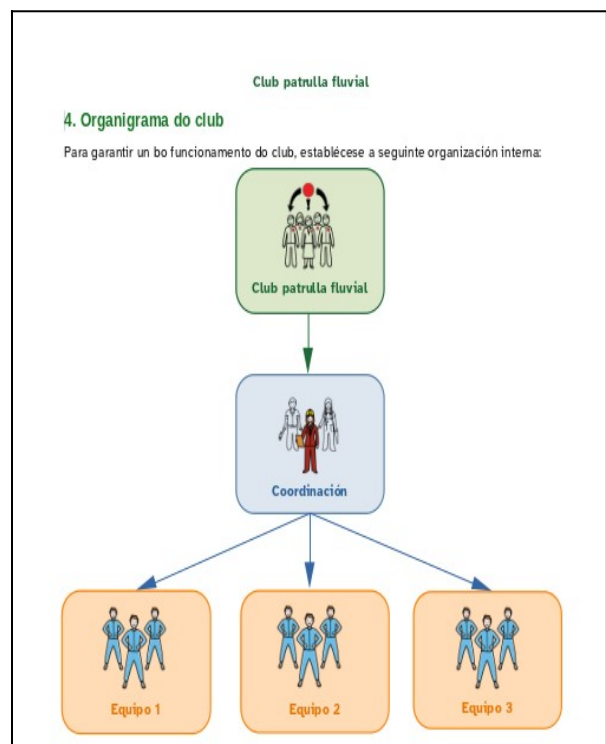 Club patrulla fluvial
4. Organigrama do club
Para garantir un bo funcionamento do club, establécese a seguinte organización interna:
Club patrulla fluvial
Coordinación
Equipo 1
Equipo 2
Equipo 3